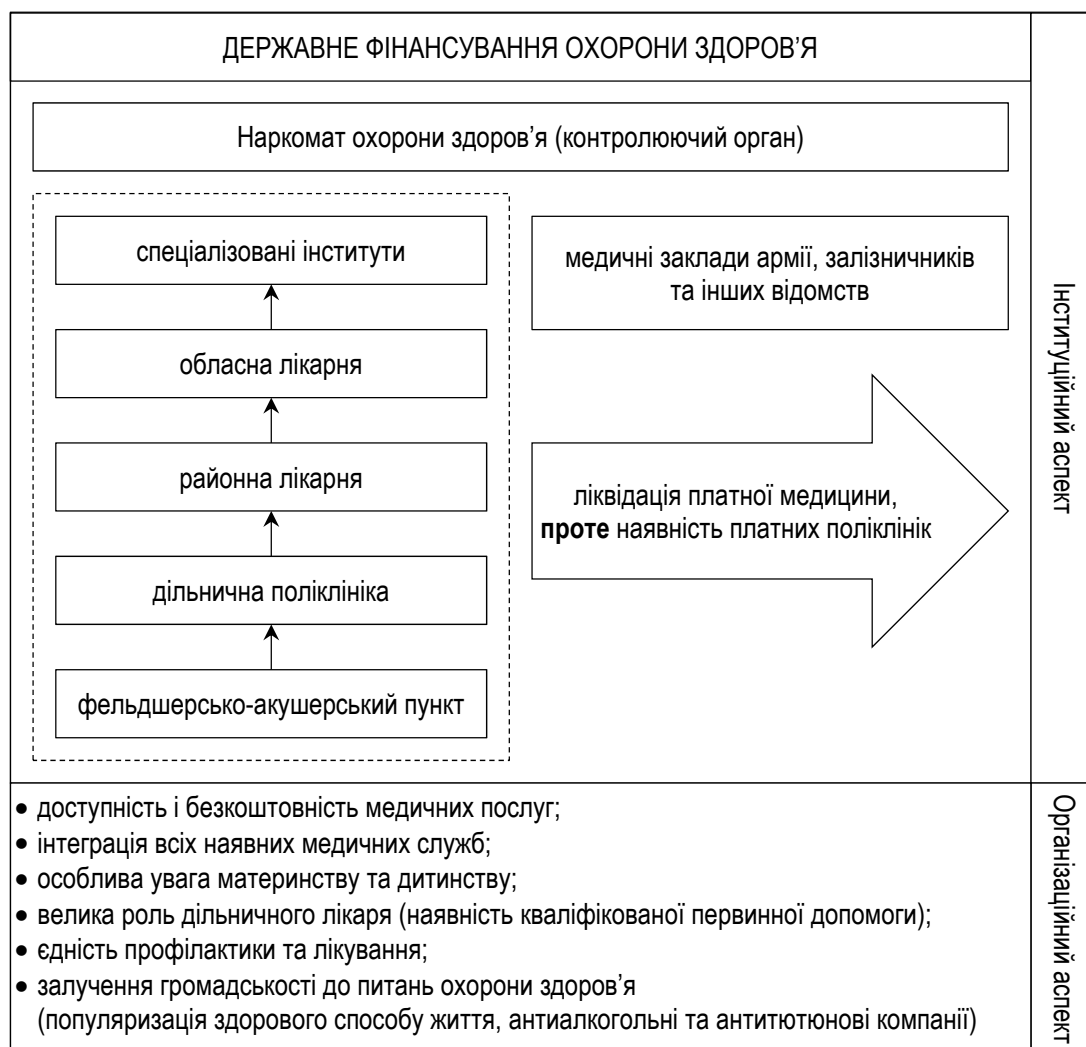 ДЕРЖАВНЕ ФІНАНСУВАННЯ ОХОРОНИ ЗДОРОВ’Я
Наркомат охорони здоров’я (контролюючий орган)
спеціалізовані інститути
обласна лікарня
районна лікарня
дільнична поліклініка
фельдшерсько-акушерський пункт
медичні заклади армії, залізничників
та інших відомств
ліквідація платної медицини,
проте наявність платних поліклінік
Інституційний аспект
• доступність і безкоштовність медичних послуг;
• інтеграція всіх наявних медичних служб;
• особлива увага материнству та дитинству;
• велика роль дільничного лікаря (наявність кваліфікованої первинної допомоги);
• єдність профілактики та лікування;
• залучення громадськості до питань охорони здоров’я
(популяризація здорового способу життя, антиалкогольні та антитютюнові компанії)
Організаційний аспект